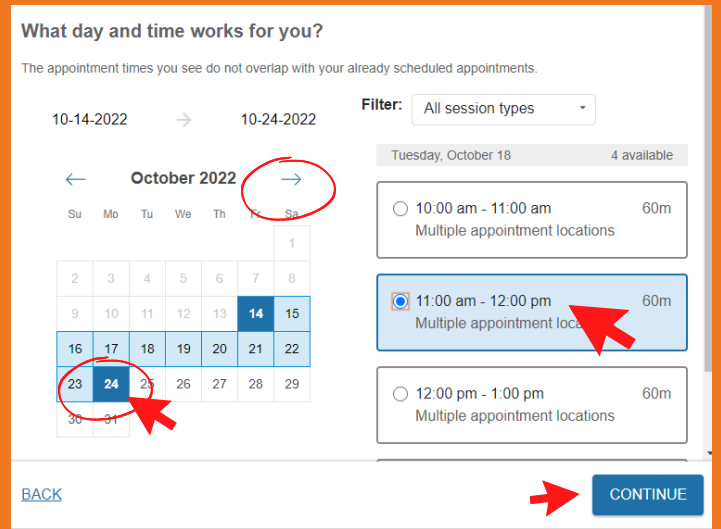 What day and time works for you?
The appointment times you see do not overlap with your already scheduled appointments.
10-14-2022 → 10-24-2022
← October 2022 →
Su Mo Tu We Th Fr Sa
1
2 3 4 5 6 7 8
9 10 11 12 13 14 15
16 17 18 19 20 21 22
23 24 25 26 27 28 29
30 31
Filter: All session types
Tuesday, October 18 4 available
10:00 am - 11:00 am 60m
Multiple appointment locations
11:00 am - 12:00 pm 60m
Multiple appointment
12:00 pm - 1:00 pm 60m
Multiple appointment locations
BACK CONTINUE